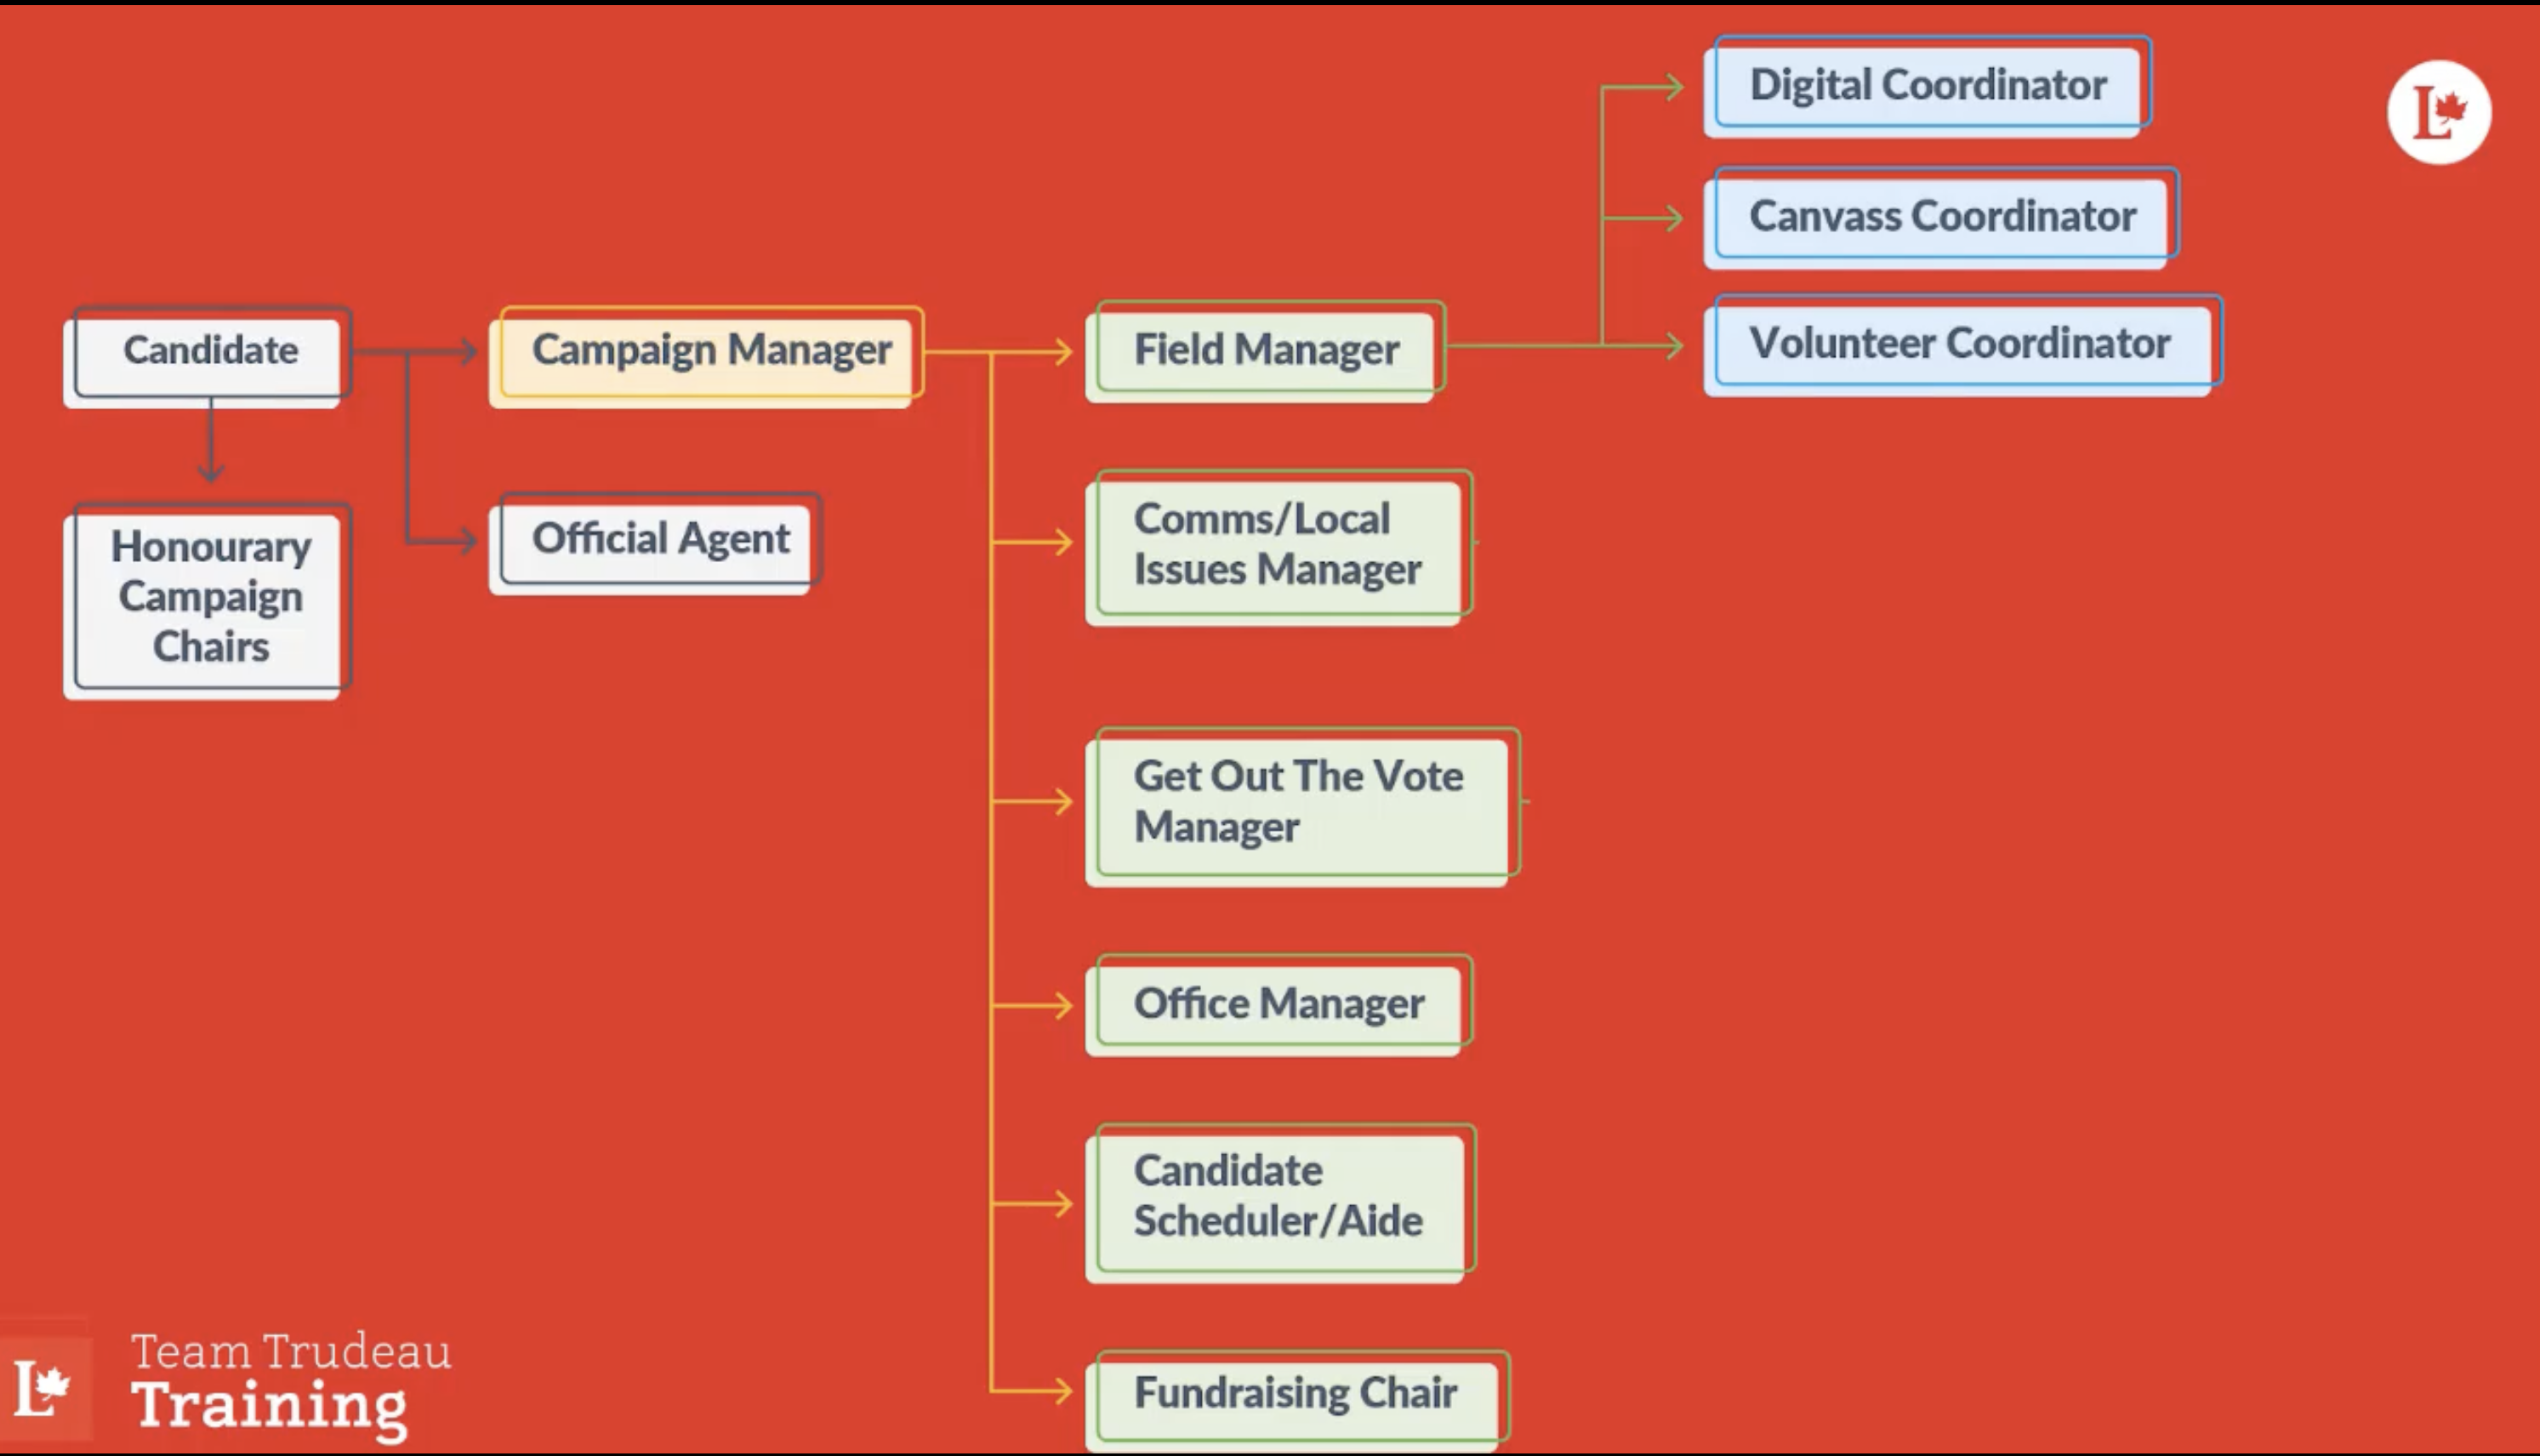 Digital Coordinator
Canvass Coordinator
Candidate
Campaign Manager
Field Manager
Volunteer Coordinator
Honourary
Campaign
Chairs
Official Agent
Comms/Local
Issues Manager
Get Out The Vote
Manager
Office Manager
Candidate
Scheduler/Aide
Fundraising Chair
L
L
Team Trudeau
Training